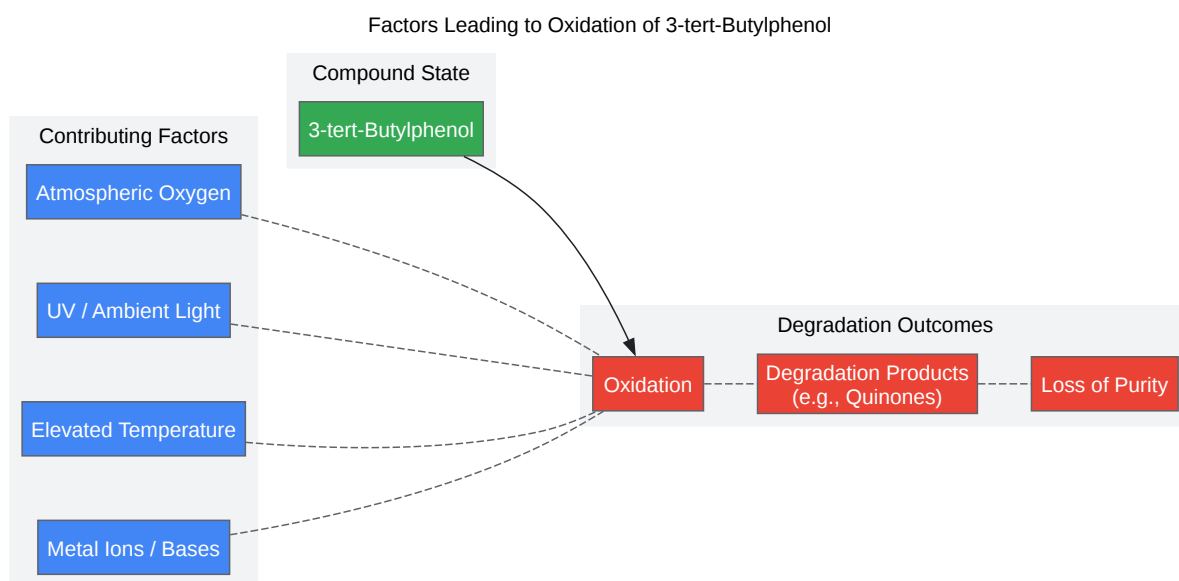 Factors Leading to Oxidation of 3-tert-Butylphenol
Compound State
3-tert-Butylphenol
Contributing Factors
Atmospheric Oxygen
UV / Ambient Light
Elevated Temperature
Metal Ions / Bases
Degradation Outcomes
Oxidation
Degradation Products
(e.g., Quinones)
Loss of Purity